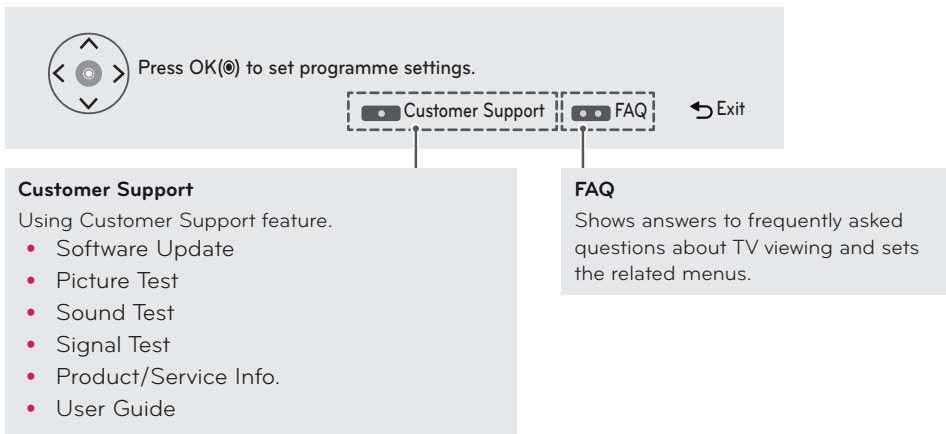 Press OK(◉) to set programme settings.
Customer Support FAQ Exit
Customer Support
Using Customer Support feature.
• Software Update
• Picture Test
• Sound Test
• Signal Test
• Product/Service Info.
• User Guide
FAQ
Shows answers to frequently asked
questions about TV viewing and sets
the related menus.